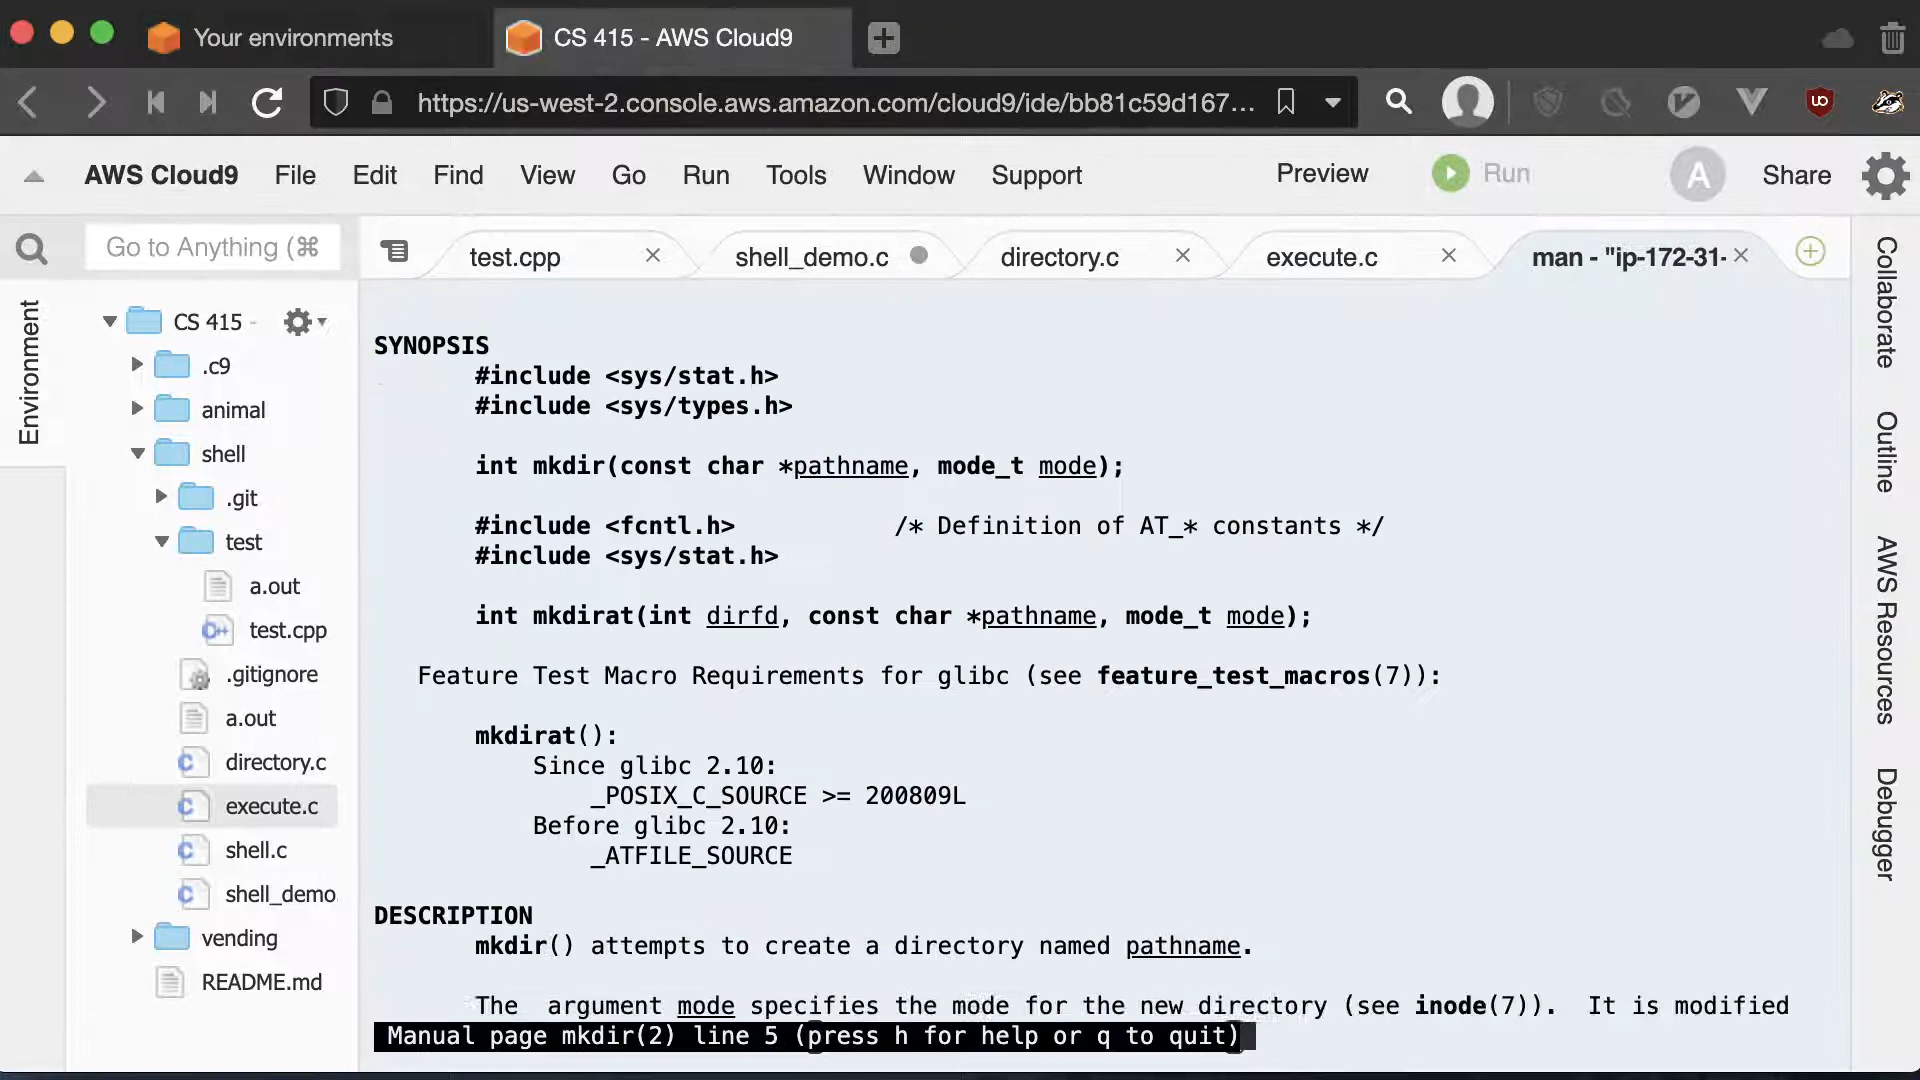 Your environments
CS 415 - AWS Cloud9
https://us-west-2.console.aws.amazon.com/cloud9/ide/bb81c59d167...
AWS Cloud9 File Edit Find View Go Run Tools Window Support Preview Run A Share
Go to Anything (⌘
test.cpp
shell_demo.c
directory.c
execute.c
man - "ip-172-31-
Environment
CS 415 -
.c9
animal
shell
.git
test
a.out
test.cpp
.gitignore
a.out
directory.c
execute.c
shell.c
shell_demo.
vending
README.md
SYNOPSIS
#include <sys/stat.h>
#include <sys/types.h>
int mkdir(const char *pathname, mode_t mode);
#include <fcntl.h> /* Definition of AT_* constants */
#include <sys/stat.h>
int mkdirat(int dirfd, const char *pathname, mode_t mode);
Feature Test Macro Requirements for glibc (see feature_test_macros(7)):
mkdirat():
Since glibc 2.10:
_POSIX_C_SOURCE >= 200809L
Before glibc 2.10:
_ATFILE_SOURCE
DESCRIPTION
mkdir() attempts to create a directory named pathname.
The argument mode specifies the mode for the new directory (see inode(7)). It is modified
Manual page mkdir(2) line 5 (press h for help or q to quit)
Collaborate
Outline
AWS Resources
Debugger